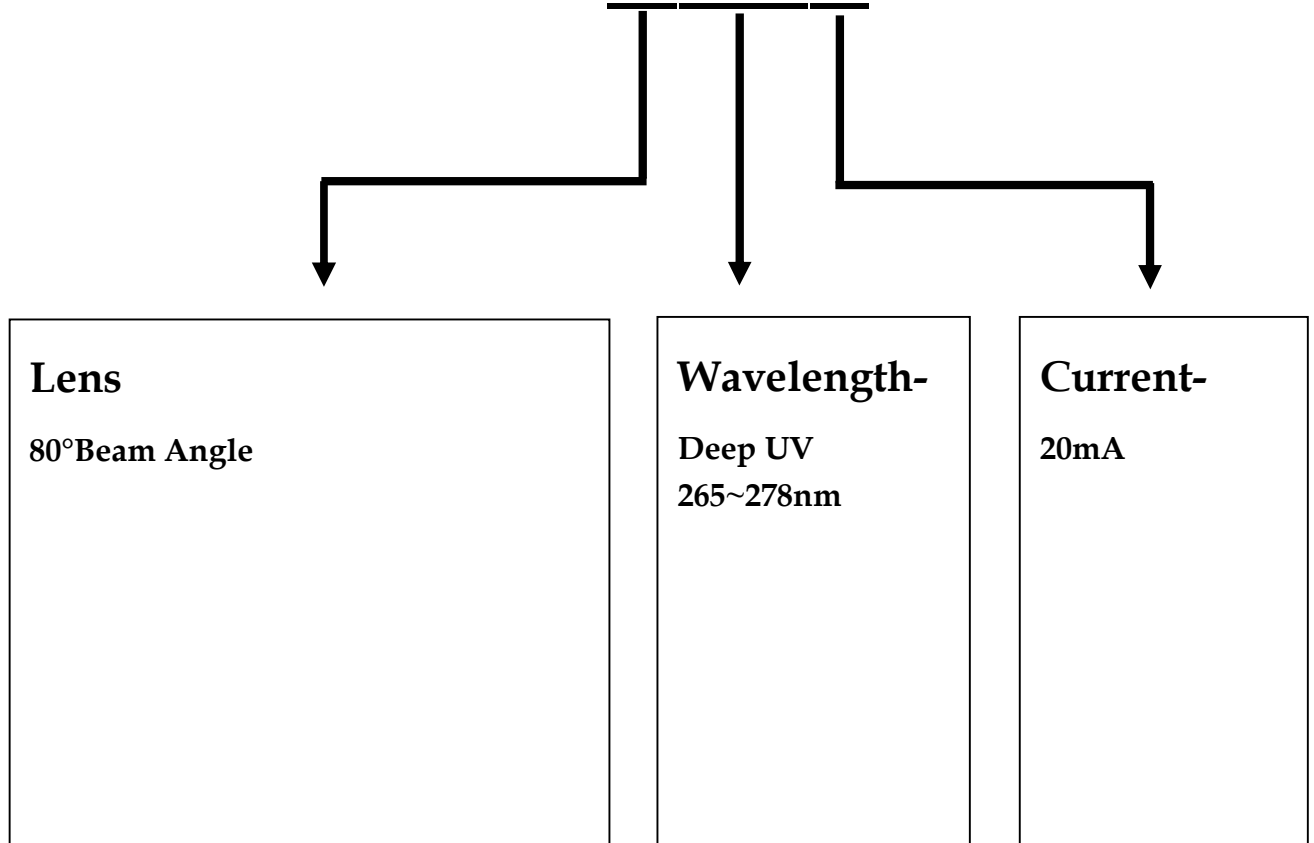 Lens
80°Beam Angle
Wavelength-
Deep UV
265~278nm
Current-
20mA